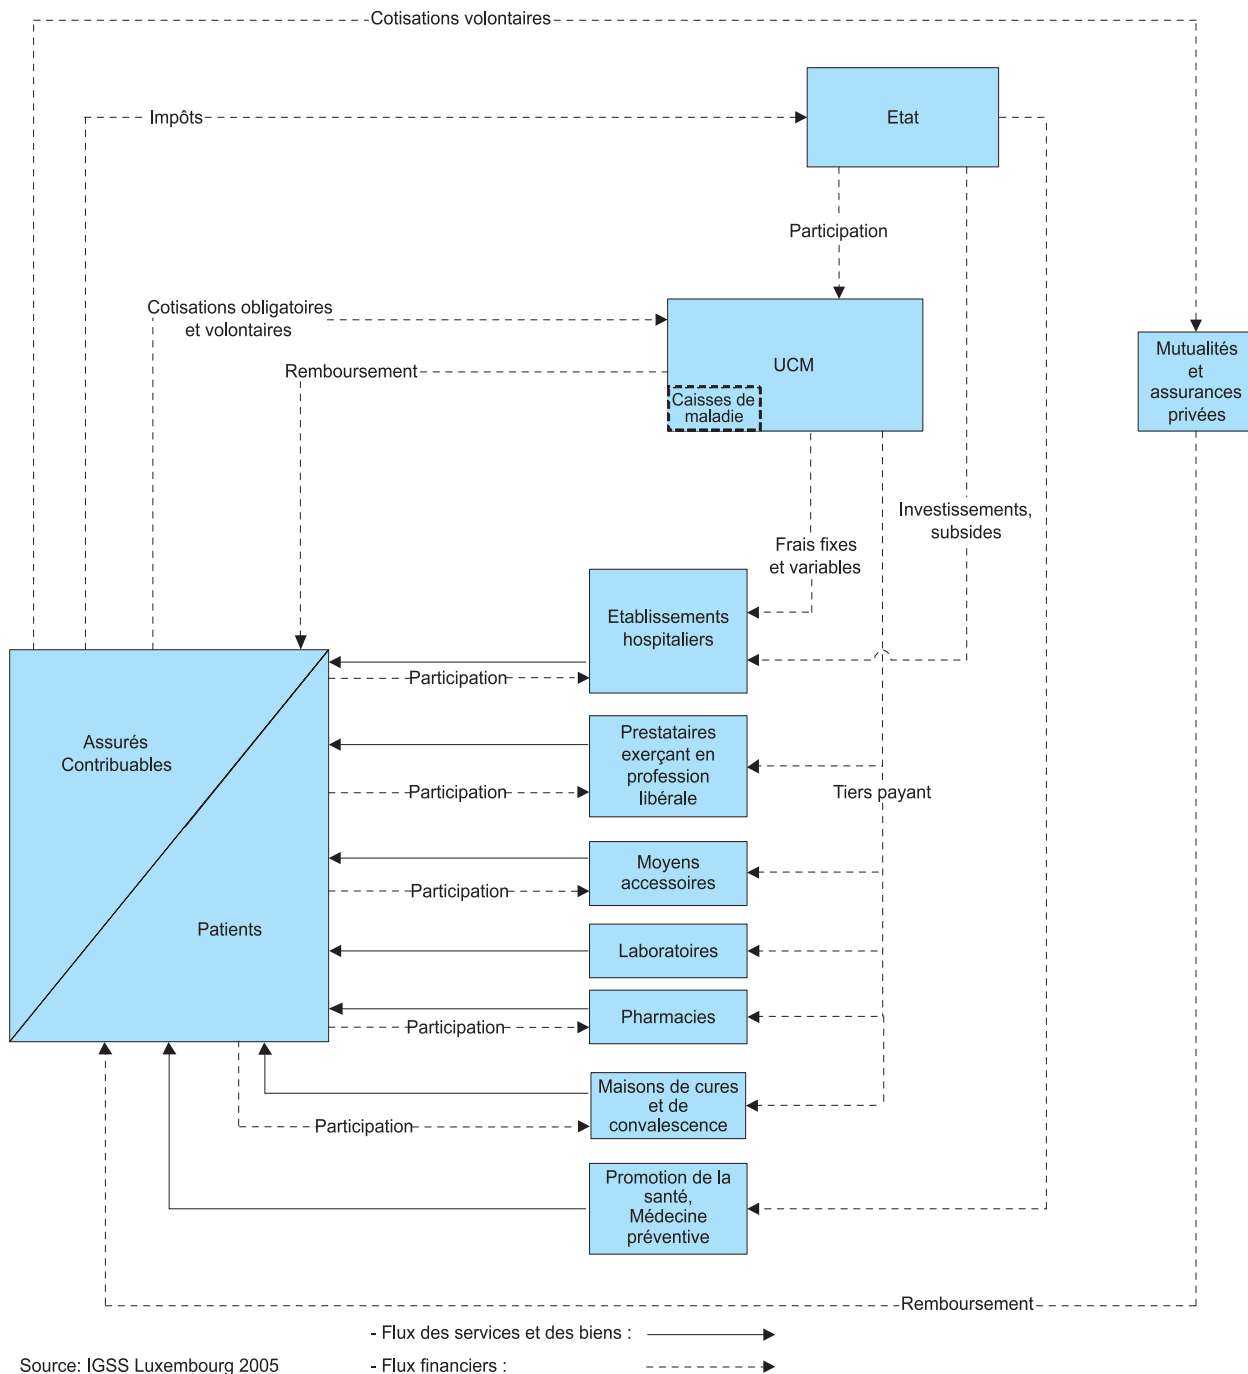 Cotisations volontaires
Impôts
Etat
Participation
Cotisations obligatoires
et volontaires
Remboursement
UCM
Caisses de
maladie
Mutualités
et
assurances
privées
Investissements,
subsides
Frais fixes
et variables
Etablissements
hospitaliers
Participation
Assurés
Contribuables
Prestataires
exerçant en
profession
libérale
Participation
Tiers payant
Moyens
accessoires
Participation
Patients
Laboratoires
Pharmacies
Participation
Maisons de cures
et de
convalescence
Participation
Promotion de la
santé,
Médecine
préventive
Remboursement
- Flux des services et des biens :
Source: IGSS Luxembourg 2005
- Flux financiers :